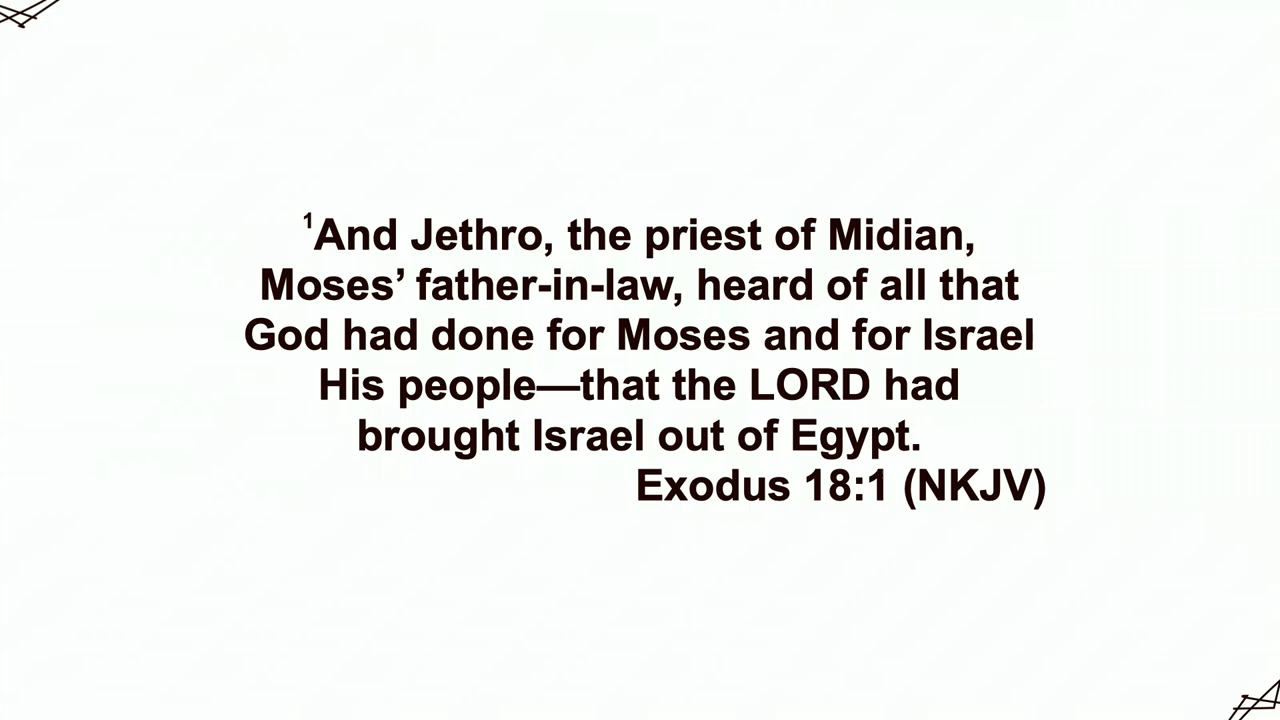 ¹And Jethro, the priest of Midian,
Moses’ father-in-law, heard of all that
God had done for Moses and for Israel
His people—that the LORD had
brought Israel out of Egypt.
Exodus 18:1 (NKJV)